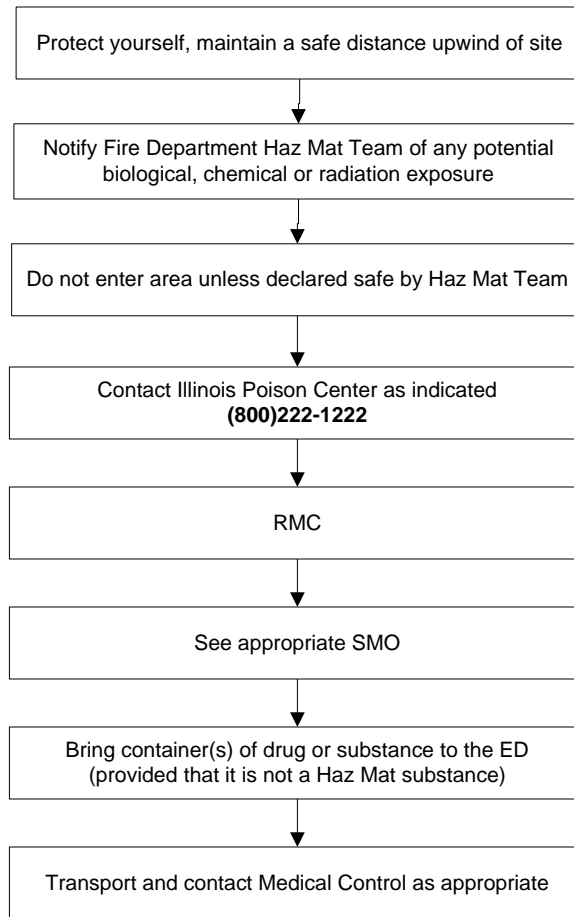 Protect yourself, maintain a safe distance upwind of site
Notify Fire Department Haz Mat Team of any potential
biological, chemical or radiation exposure
Do not enter area unless declared safe by Haz Mat Team
Contact Illinois Poison Center as indicated
(800)222-1222
RMC
See appropriate SMO
Bring container(s) of drug or substance to the ED
(provided that it is not a Haz Mat substance)
Transport and contact Medical Control as appropriate